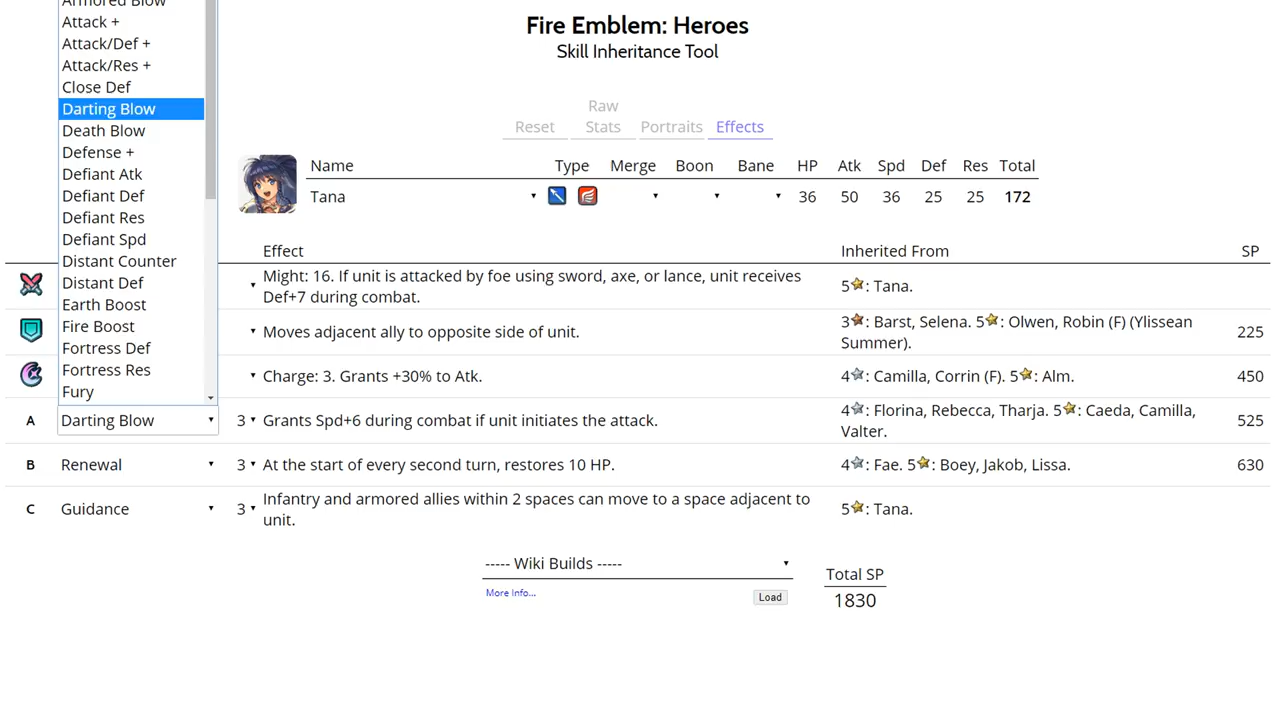 Armored Blow
Attack +
Attack/Def +
Attack/Res +
Close Def
Darting Blow
Death Blow
Defense +
Defiant Atk
Defiant Def
Defiant Res
Defiant Spd
Distant Counter
Distant Def
Earth Boost
Fire Boost
Fortress Def
Fortress Res
Fury
Fire Emblem: Heroes
Skill Inheritance Tool
Reset
Raw
Stats
Portraits
Effects
Name Type Merge Boon Bane HP Atk Spd Def Res Total
Tana 36 50 36 25 25 172
Effect Inherited From SP
Might: 16. If unit is attacked by foe using sword, axe, or lance, unit receives
Def+7 during combat.
5: Tana.
Moves adjacent ally to opposite side of unit.
3: Barst, Selena. 5: Olwen, Robin (F) (Ylissean
Summer).
225
Charge: 3. Grants +30% to Atk. 4: Camilla, Corrin (F). 5: Alm. 450
A Darting Blow 3 Grants Spd+6 during combat if unit initiates the attack.
4: Florina, Rebecca, Tharja. 5: Caeda, Camilla,
Valter.
525
B Renewal 3 At the start of every second turn, restores 10 HP. 4: Fae. 5: Boey, Jakob, Lissa. 630
C Guidance 3
Infantry and armored allies within 2 spaces can move to a space adjacent to
unit.
5: Tana.
----- Wiki Builds -----
More Info...
Load
Total SP
1830